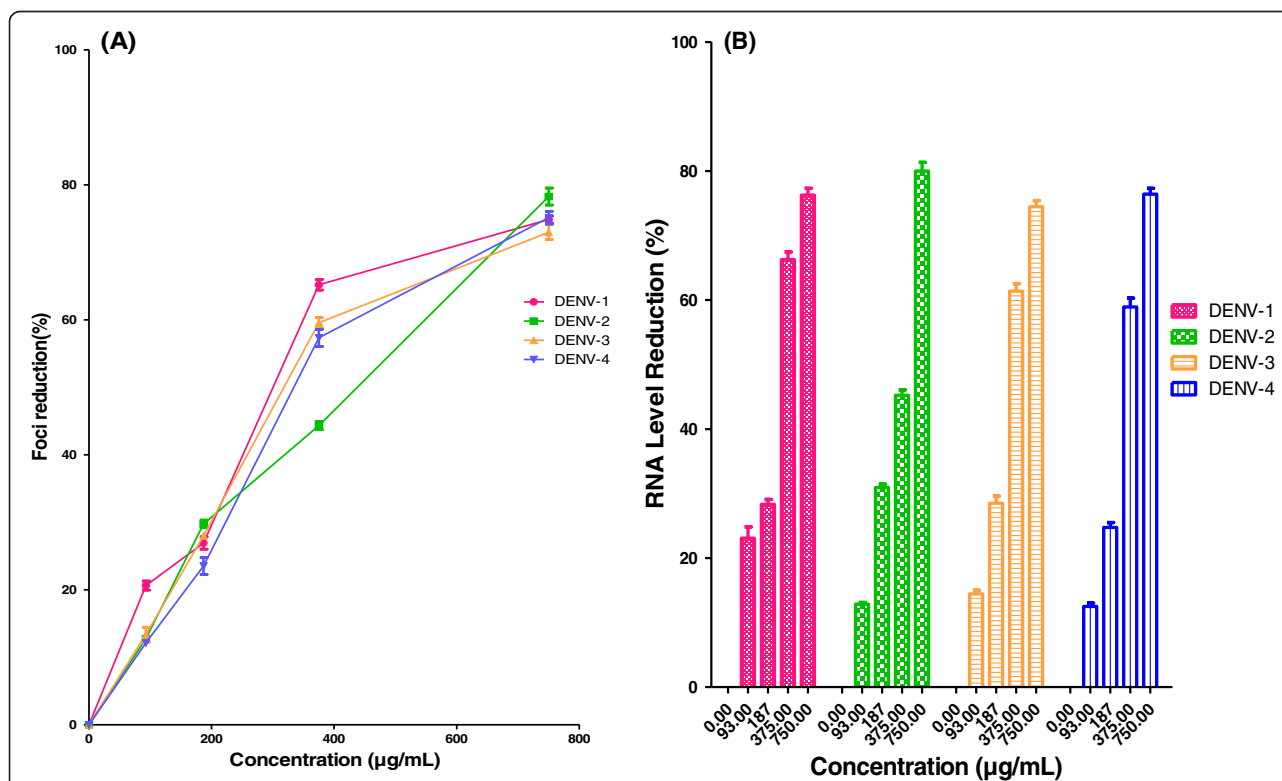 (A)
100
80
60
40
20
0
Foci reduction(%)
0 200 400 600 800
Concentration (µg/mL)
DENV-1
DENV-2
DENV-3
DENV-4
(B)
100
80
60
40
20
0
RNA Level Reduction (%)
0.00 93.00 187 375.00 750.00 0.00 93.00 187 375.00 750.00 0.00 93.00 187 375.00 750.00 0.00 93.00 187 375.00 750.00
Concentration (µg/mL)
DENV-1
DENV-2
DENV-3
DENV-4